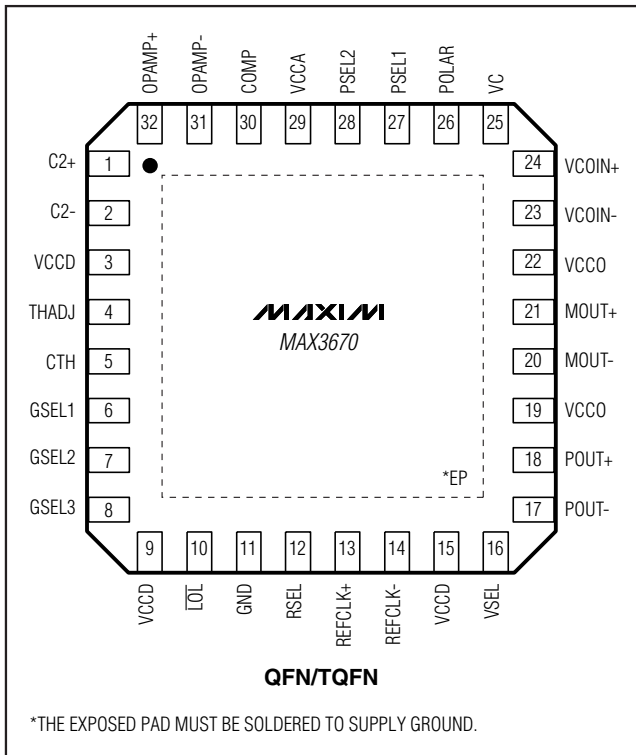 OPAMP+
OPAMP-
COMP
VCCA
PSEL2
PSEL1
POLAR
VC
32 31 30 29 28 27 26 25
C2+ 1 24 VCOIN+
C2- 2 23 VCOIN-
VCCD 3 22 VCCO
THADJ 4 21 MOUT+
MAXIM
MAX3670
CTH 5 20 MOUT-
GSEL1 6 19 VCCO
GSEL2 7 18 POUT+
*EP
GSEL3 8 17 POUT-
9 10 11 12 13 14 15 16
VCCD
L̅O̅L̅
GND
RSEL
REFCLK+
REFCLK-
VCCD
VSEL
QFN/TQFN
*THE EXPOSED PAD MUST BE SOLDERED TO SUPPLY GROUND.